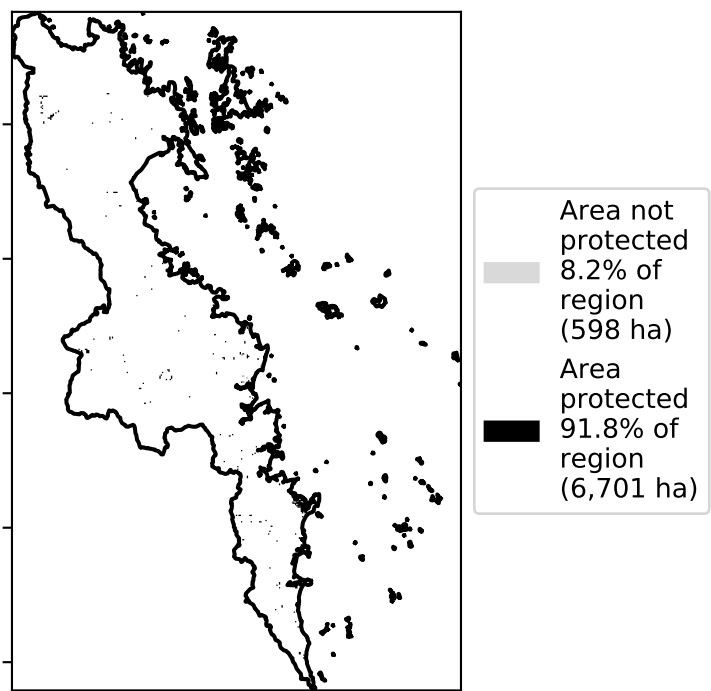 Area not
protected
8.2% of
region
(598 ha)
Area
protected
91.8% of
region
(6,701 ha)